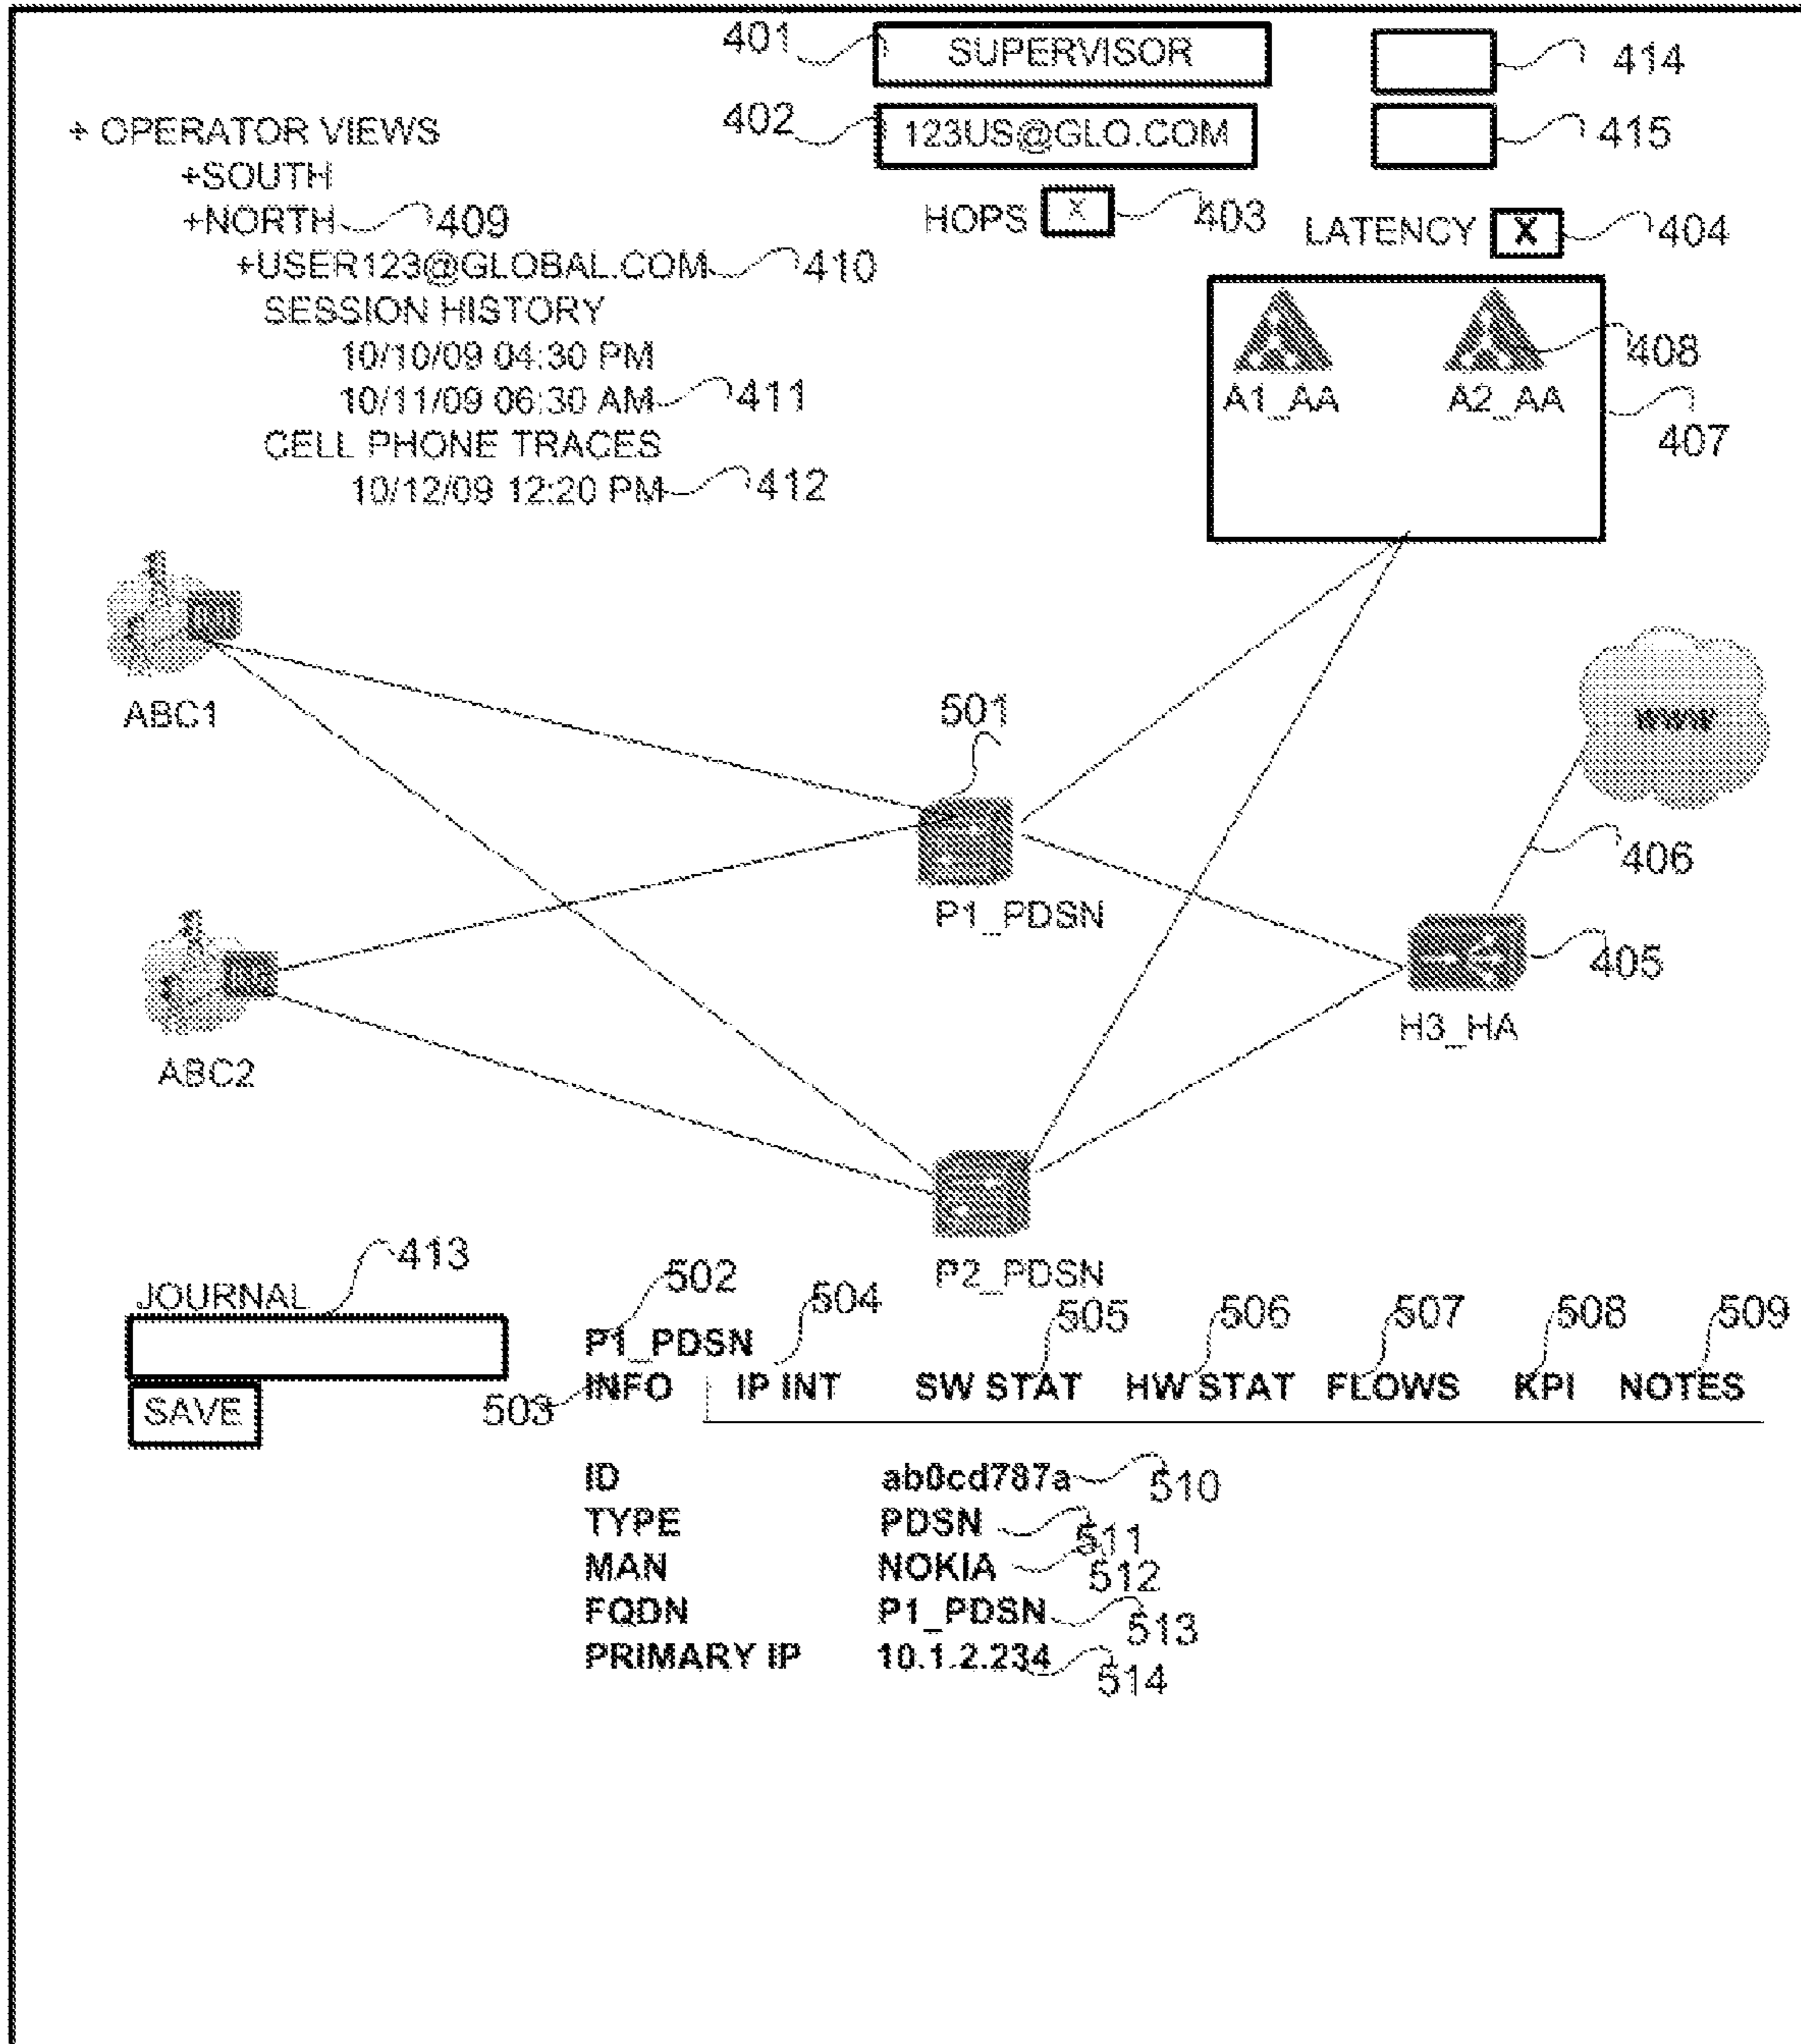 401 SUPERVISOR 414
402 123US@GLO.COM 415
+ OPERATOR VIEWS
+SOUTH
+NORTH 409
HOPS X 403
LATENCY X 404
+USER123@GLOBAL.COM 410
SESSION HISTORY
10/10/09 04:30 PM
10/11/09 06:30 AM 411
CELL PHONE TRACES
10/12/09 12:20 PM 412
408
A1_AA A2_AA
407
ABC1
501
WWW
P1_PDSN
406
405
H3_HA
ABC2
P2_PDSN
413
JOURNAL
SAVE
502 504 505 506 507 508 509
P1_PDSN
503 INFO IP INT SW STAT HW STAT FLOWS KPI NOTES
ID ab0cd787a 510
TYPE PDSN 511
MAN NOKIA 512
FQDN P1_PDSN 513
PRIMARY IP 10.1.2.234 514